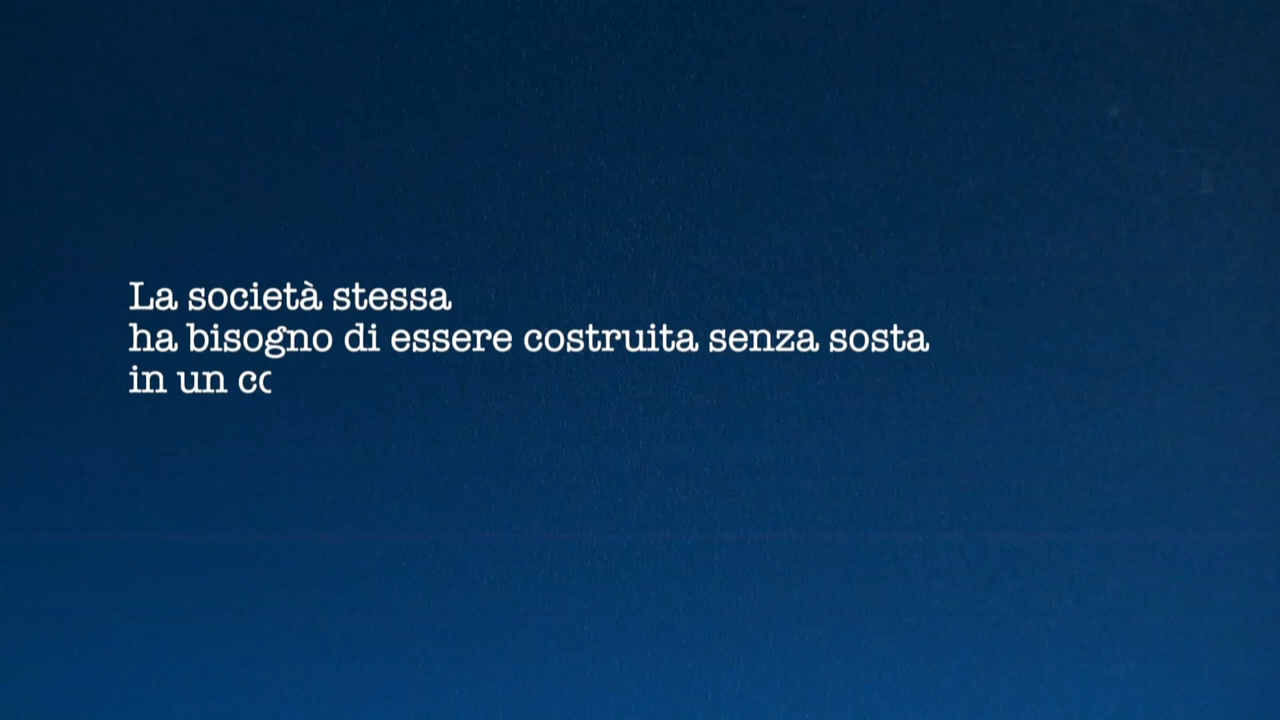 La società stessa
ha bisogno di essere costruita senza sosta
in un